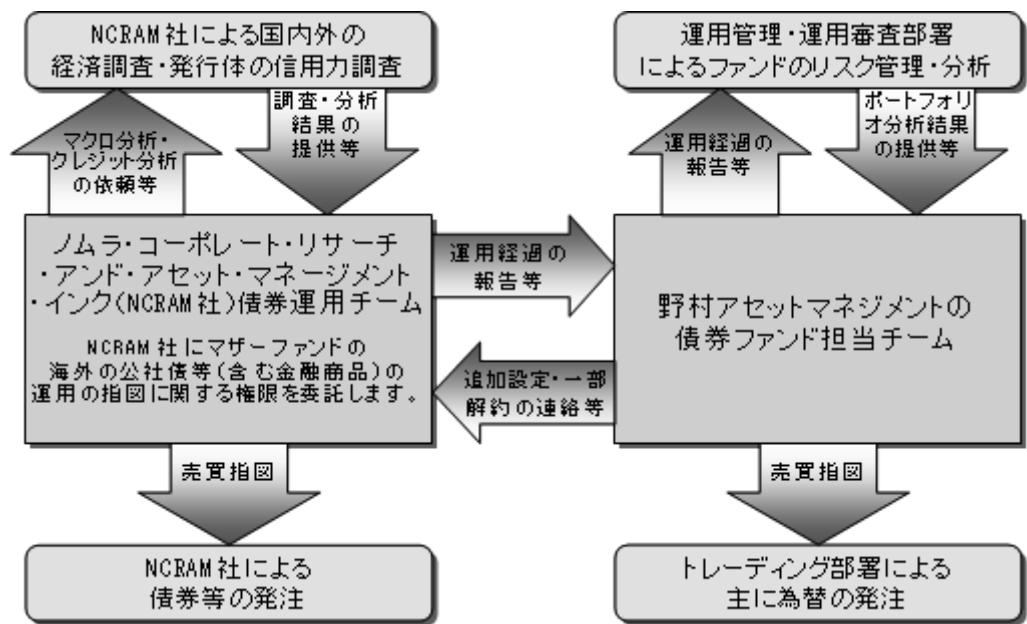 NCRAM社による国内外の
経済調査・発行体の信用力調査
運用管理・運用審査部署
によるファンドのリスク管理・分析
マクロ分析・
クレジット分析
の依頼等
調査・分析
結果の
提供等
運用経過の
報告等
ポートフォリ
オ分析結果
の提供等
ノムラ・コーポレート・リサーチ
・アンド・アセット・マネージメント
・インク(NCRAM社)債券運用チーム
NCRAM社にマザーファンドの
海外の公社債等(含む金融商品)の
運用の指図に関する権限を委託します。
運用経過の
報告等
追加設定・一部
解約の連絡等
野村アセットマネジメントの
債券ファンド担当チーム
売買指図
売買指図
NCRAM社による
債券等の発注
トレーディング部署による
主に為替の発注